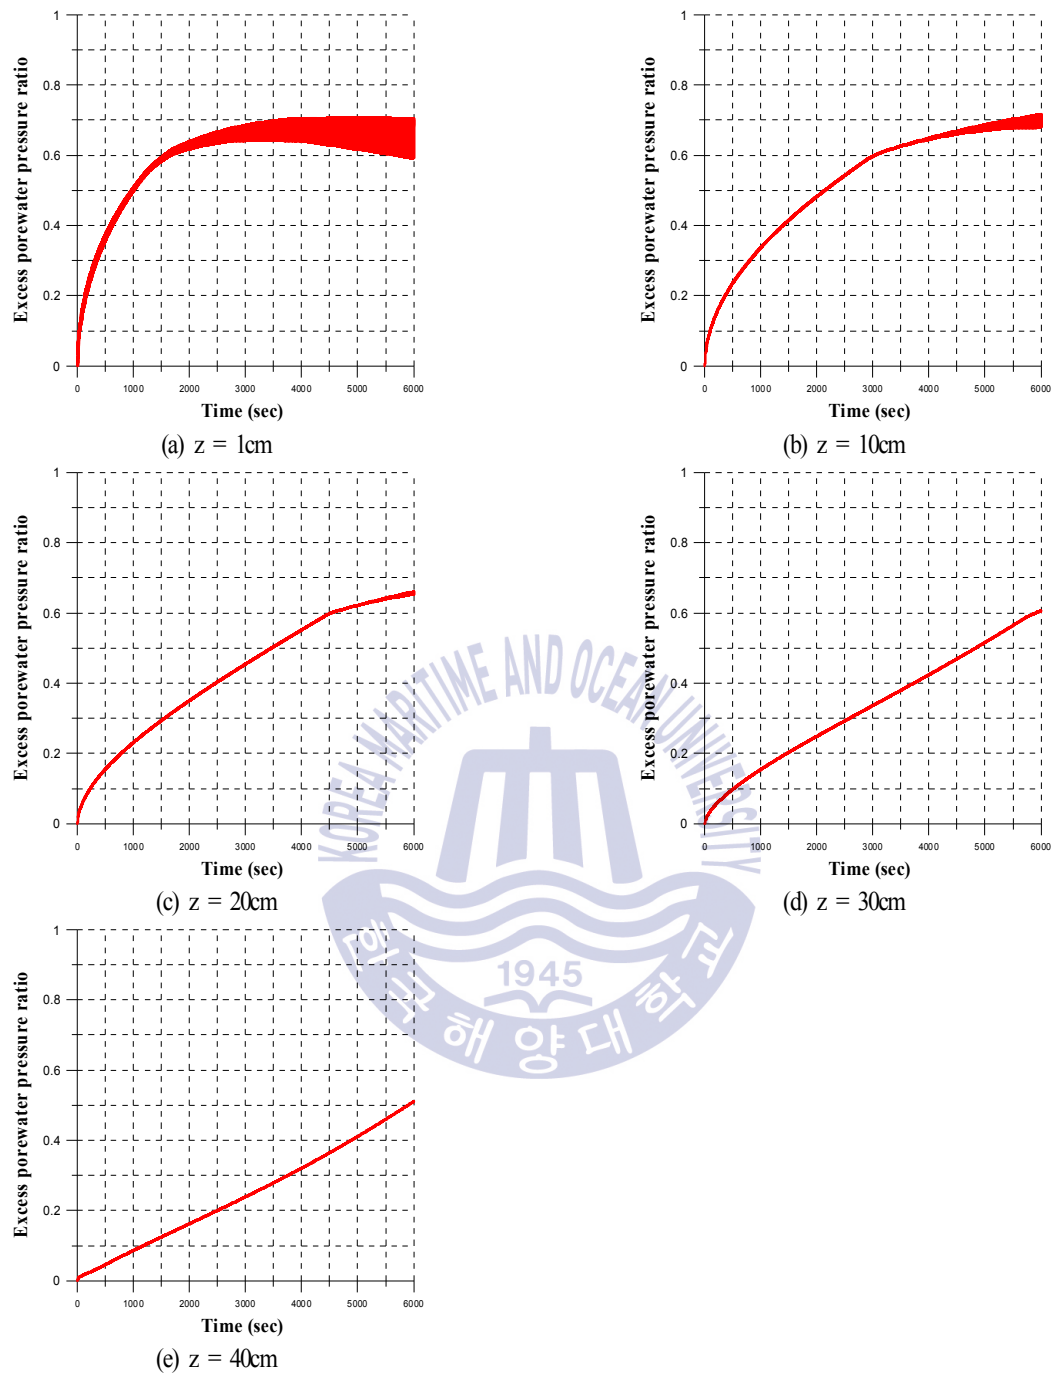 1
0.8
0.6
0.4
0.2
0
Excess porewater pressure ratio
0 1000 2000 3000 4000 5000 6000
Time (sec)
(a) z = 1cm
1
0.8
0.6
0.4
0.2
0
Excess porewater pressure ratio
0 1000 2000 3000 4000 5000 6000
Time (sec)
(b) z = 10cm
1
0.8
0.6
0.4
0.2
0
Excess porewater pressure ratio
0 1000 2000 3000 4000 5000 6000
Time (sec)
(c) z = 20cm
1
0.8
0.6
0.4
0.2
0
Excess porewater pressure ratio
0 1000 2000 3000 4000 5000 6000
Time (sec)
(d) z = 30cm
KOREA MARITIME AND OCEAN UNIVERSITY
1945
한국해양대학교
1
0.8
0.6
0.4
0.2
0
Excess porewater pressure ratio
0 1000 2000 3000 4000 5000 6000
Time (sec)
(e) z = 40cm